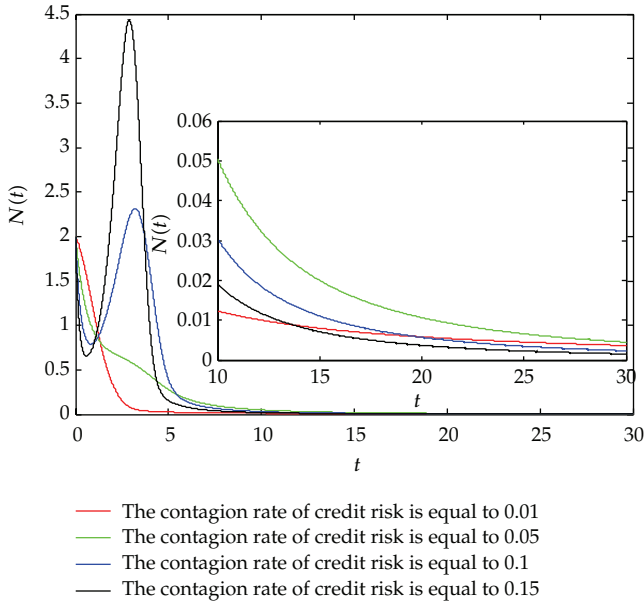 4.5
4
3.5
3
2.5
2
1.5
1
0.5
0
N(t)
0 5 10 15 20 25 30
t
0.06
0.05
0.04
0.03
0.02
0.01
0
N(t)
10 15 20 25 30
t
The contagion rate of credit risk is equal to 0.01
The contagion rate of credit risk is equal to 0.05
The contagion rate of credit risk is equal to 0.1
The contagion rate of credit risk is equal to 0.15